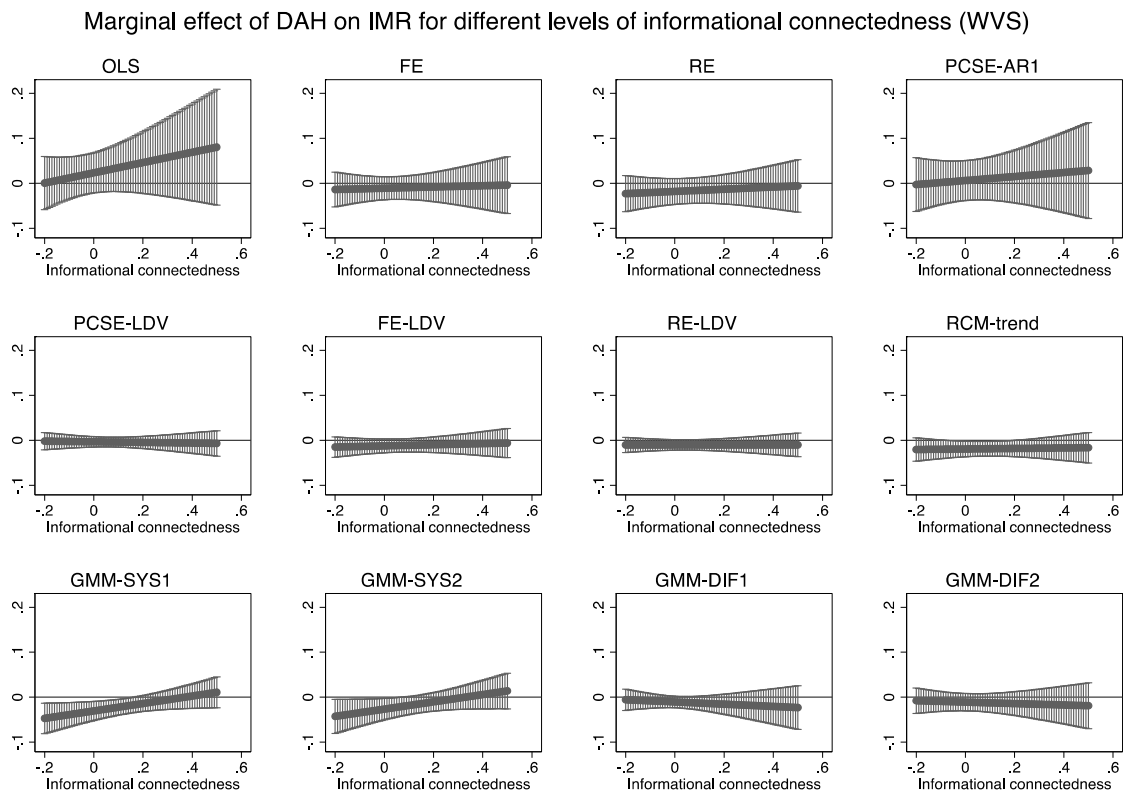 Marginal effect of DAH on IMR for different levels of informational connectedness (WVS)
OLS
FE
RE
PCSE-AR1
-.1 0 .1 .2
-.1 0 .1 .2
-.1 0 .1 .2
-.1 0 .1 .2
-.2 0 .2 .4 .6
-.2 0 .2 .4 .6
-.2 0 .2 .4 .6
-.2 0 .2 .4 .6
Informational connectedness
Informational connectedness
Informational connectedness
Informational connectedness
PCSE-LDV
FE-LDV
RE-LDV
RCM-trend
-.1 0 .1 .2
-.1 0 .1 .2
-.1 0 .1 .2
-.1 0 .1 .2
-.2 0 .2 .4 .6
-.2 0 .2 .4 .6
-.2 0 .2 .4 .6
-.2 0 .2 .4 .6
Informational connectedness
Informational connectedness
Informational connectedness
Informational connectedness
GMM-SYS1
GMM-SYS2
GMM-DIF1
GMM-DIF2
-.1 0 .1 .2
-.1 0 .1 .2
-.1 0 .1 .2
-.1 0 .1 .2
-.2 0 .2 .4 .6
-.2 0 .2 .4 .6
-.2 0 .2 .4 .6
-.2 0 .2 .4 .6
Informational connectedness
Informational connectedness
Informational connectedness
Informational connectedness